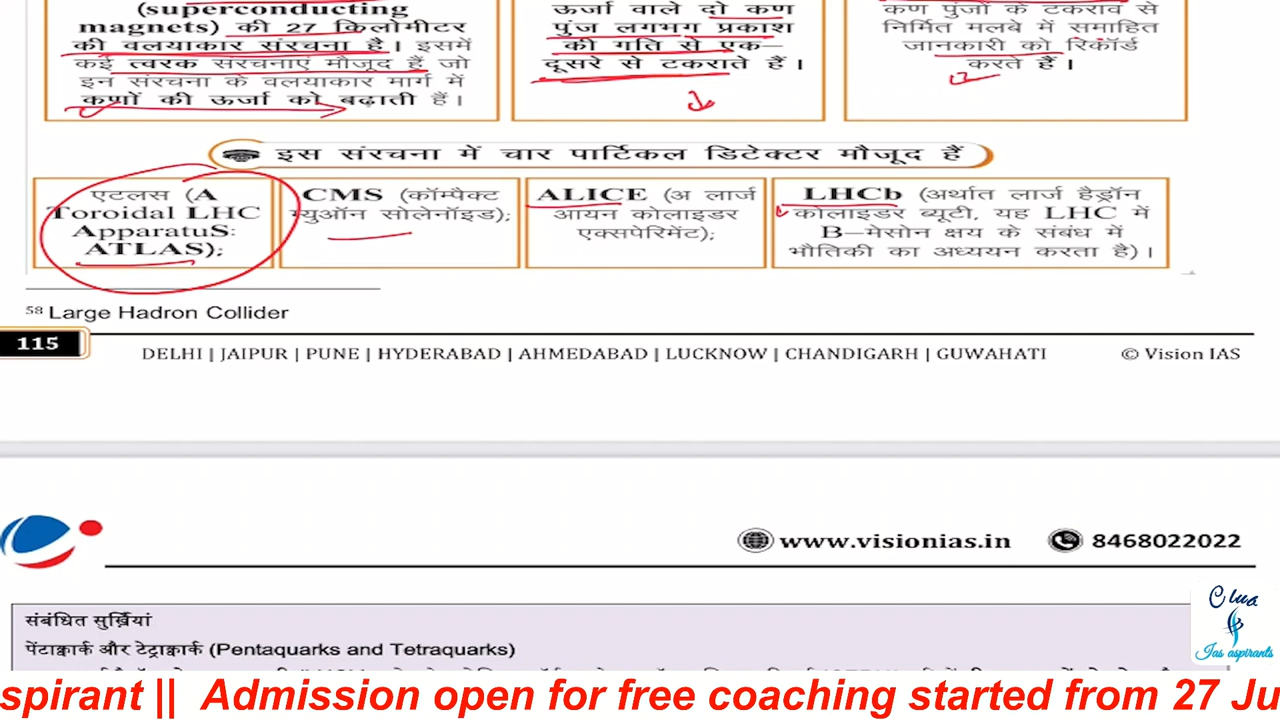 (superconducting
magnets) की 27 किलोमीटर
की वलयाकार संरचना है। इसमें
कई त्वरक संरचनाएं मौजूद हैं जो
इन संरचना के वलयाकार मार्ग में
कणों की ऊर्जा को बढ़ाती हैं।
ऊर्जा वाले दो कण
पुंज लगभग प्रकाश
की गति से एक–
दूसरे से टकराते हैं।
कण पुंजों के टकराव से
निर्मित मलबे में समाहित
जानकारी को रिकॉर्ड
करते हैं।
इस संरचना में चार पार्टिकल डिटेक्टर मौजूद हैं
एटलस (A
Toroidal LHC
ApparatuS:
ATLAS);
CMS (कॉम्पैक्ट
म्युऑन सोलेनॉइड);
ALICE (अ लार्ज
आयन कोलाइडर
एक्सपेरिमेंट);
LHCb (अर्थात लार्ज हैड्रॉन
कोलाइडर ब्यूटी, यह LHC में
B–मेसोन क्षय के संबंध में
भौतिकी का अध्ययन करता है)।
58 Large Hadron Collider
115
DELHI | JAIPUR | PUNE | HYDERABAD | AHMEDABAD | LUCKNOW | CHANDIGARH | GUWAHATI
© Vision IAS
www.visionias.in
8468022022
संबंधित सुर्ख़ियां
पेंटाक्वार्क और टेट्राक्वार्क (Pentaquarks and Tetraquarks)
Ias aspirants
spirant || Admission open for free coaching started from 27 Ju